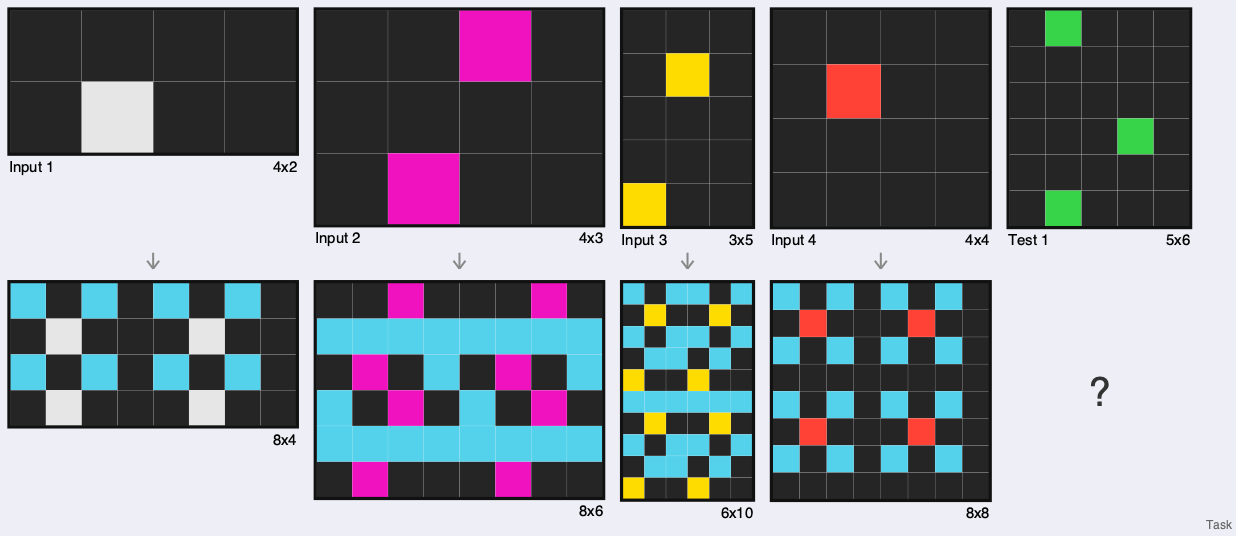 Input 1 4x2
Input 2 4x3
Input 3 3x5
Input 4 4x4
Test 1 5x6
8x4
8x6
6x10
8x8
?
Task